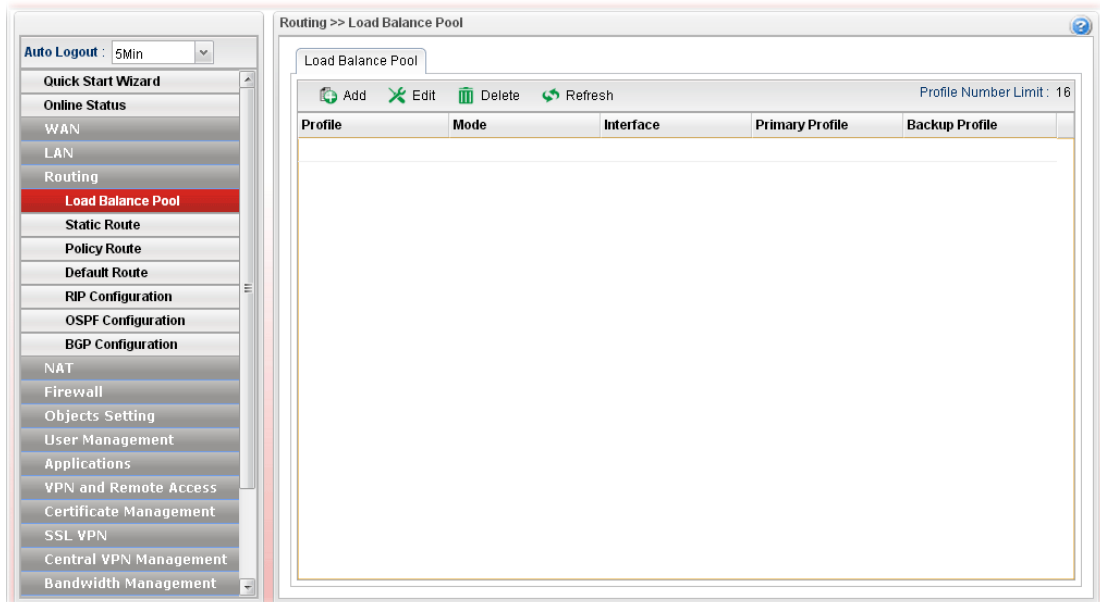 Routing >> Load Balance Pool
Auto Logout : 5Min
Quick Start Wizard
Online Status
WAN
LAN
Routing
Load Balance Pool
Static Route
Policy Route
Default Route
RIP Configuration
OSPF Configuration
BGP Configuration
NAT
Firewall
Objects Setting
User Management
Applications
VPN and Remote Access
Certificate Management
SSL VPN
Central VPN Management
Bandwidth Management
Load Balance Pool
Add Edit Delete Refresh Profile Number Limit : 16
Profile Mode Interface Primary Profile Backup Profile